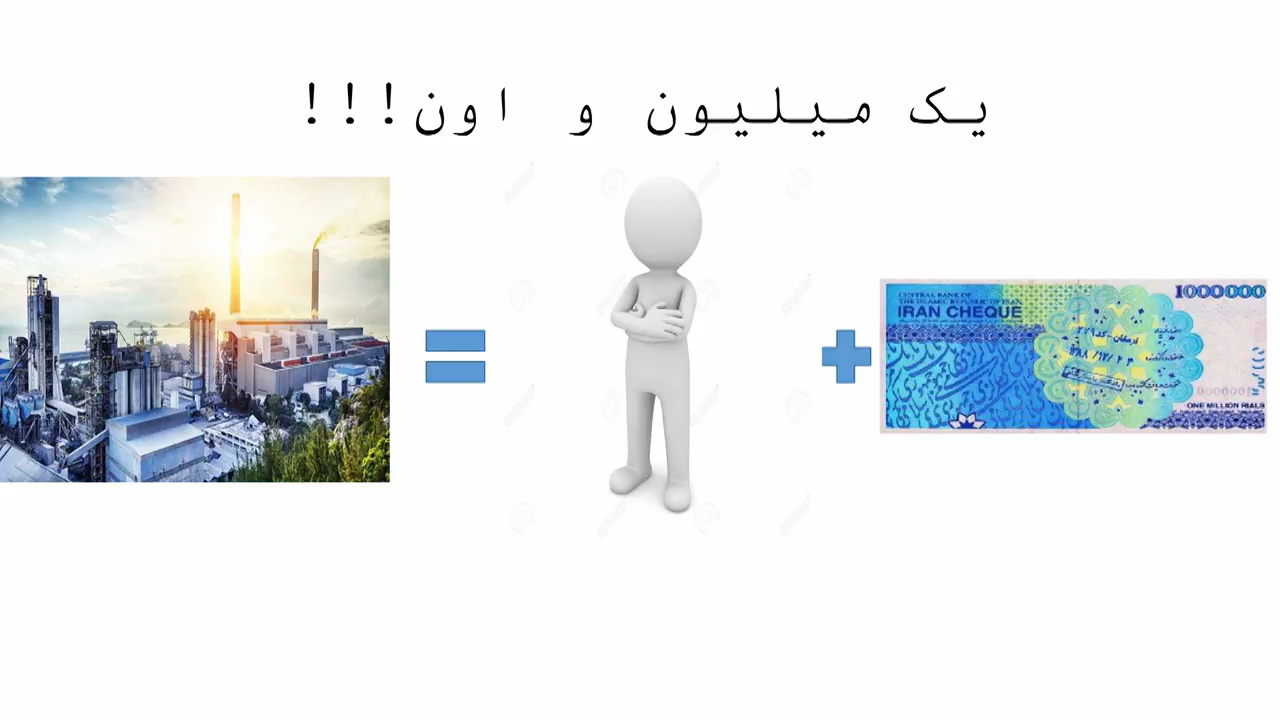 یک میلیون و اون!!!
CENTRAL BANK OF
THE ISLAMIC REPUBLIC OF IRAN
IRAN CHEQUE
1000000
ONE MILLION RIALS